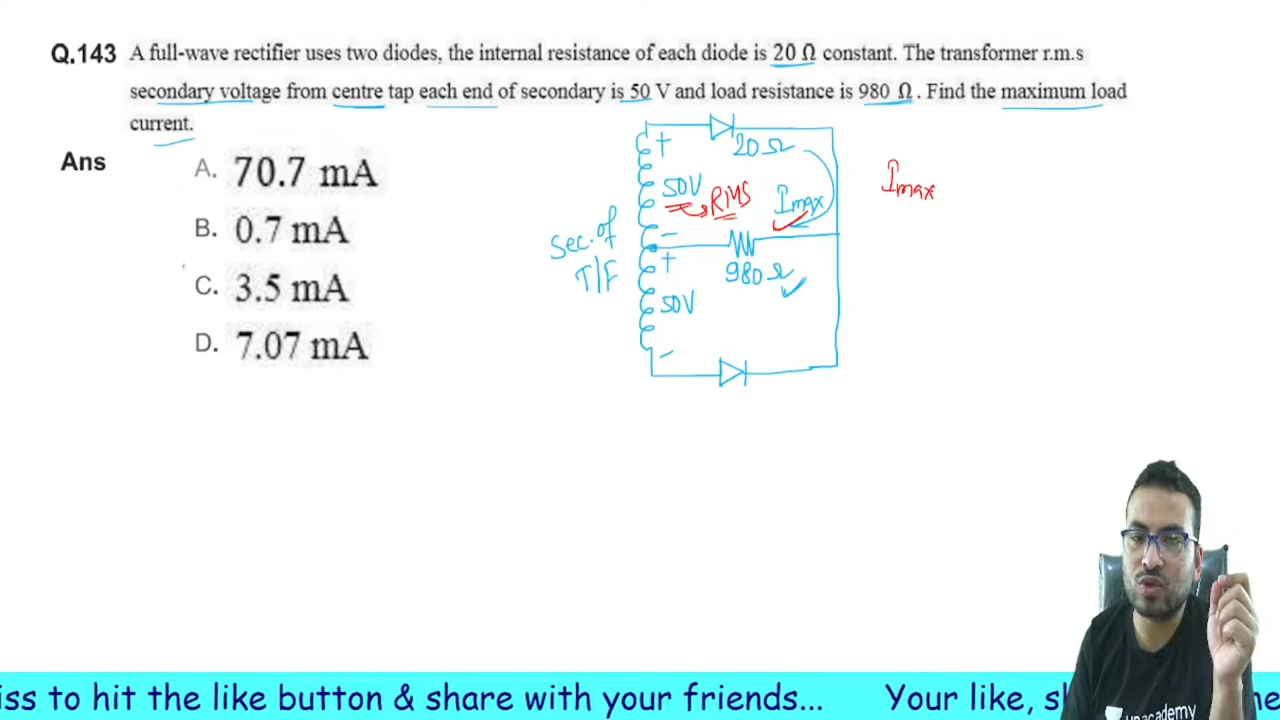 Q.143 A full-wave rectifier uses two diodes, the internal resistance of each diode is 20 Ω constant. The transformer r.m.s
secondary voltage from centre tap each end of secondary is 50 V and load resistance is 980 Ω . Find the maximum load
current.
Ans
A. 70.7 mA
B. 0.7 mA
C. 3.5 mA
D. 7.07 mA
+
20Ω
50V
RMS
Imax
Imax
-
Sec. of
T/F
+
980Ω
50V
-
iss to hit the like button & share with your friends...
Your like, s
unacademy